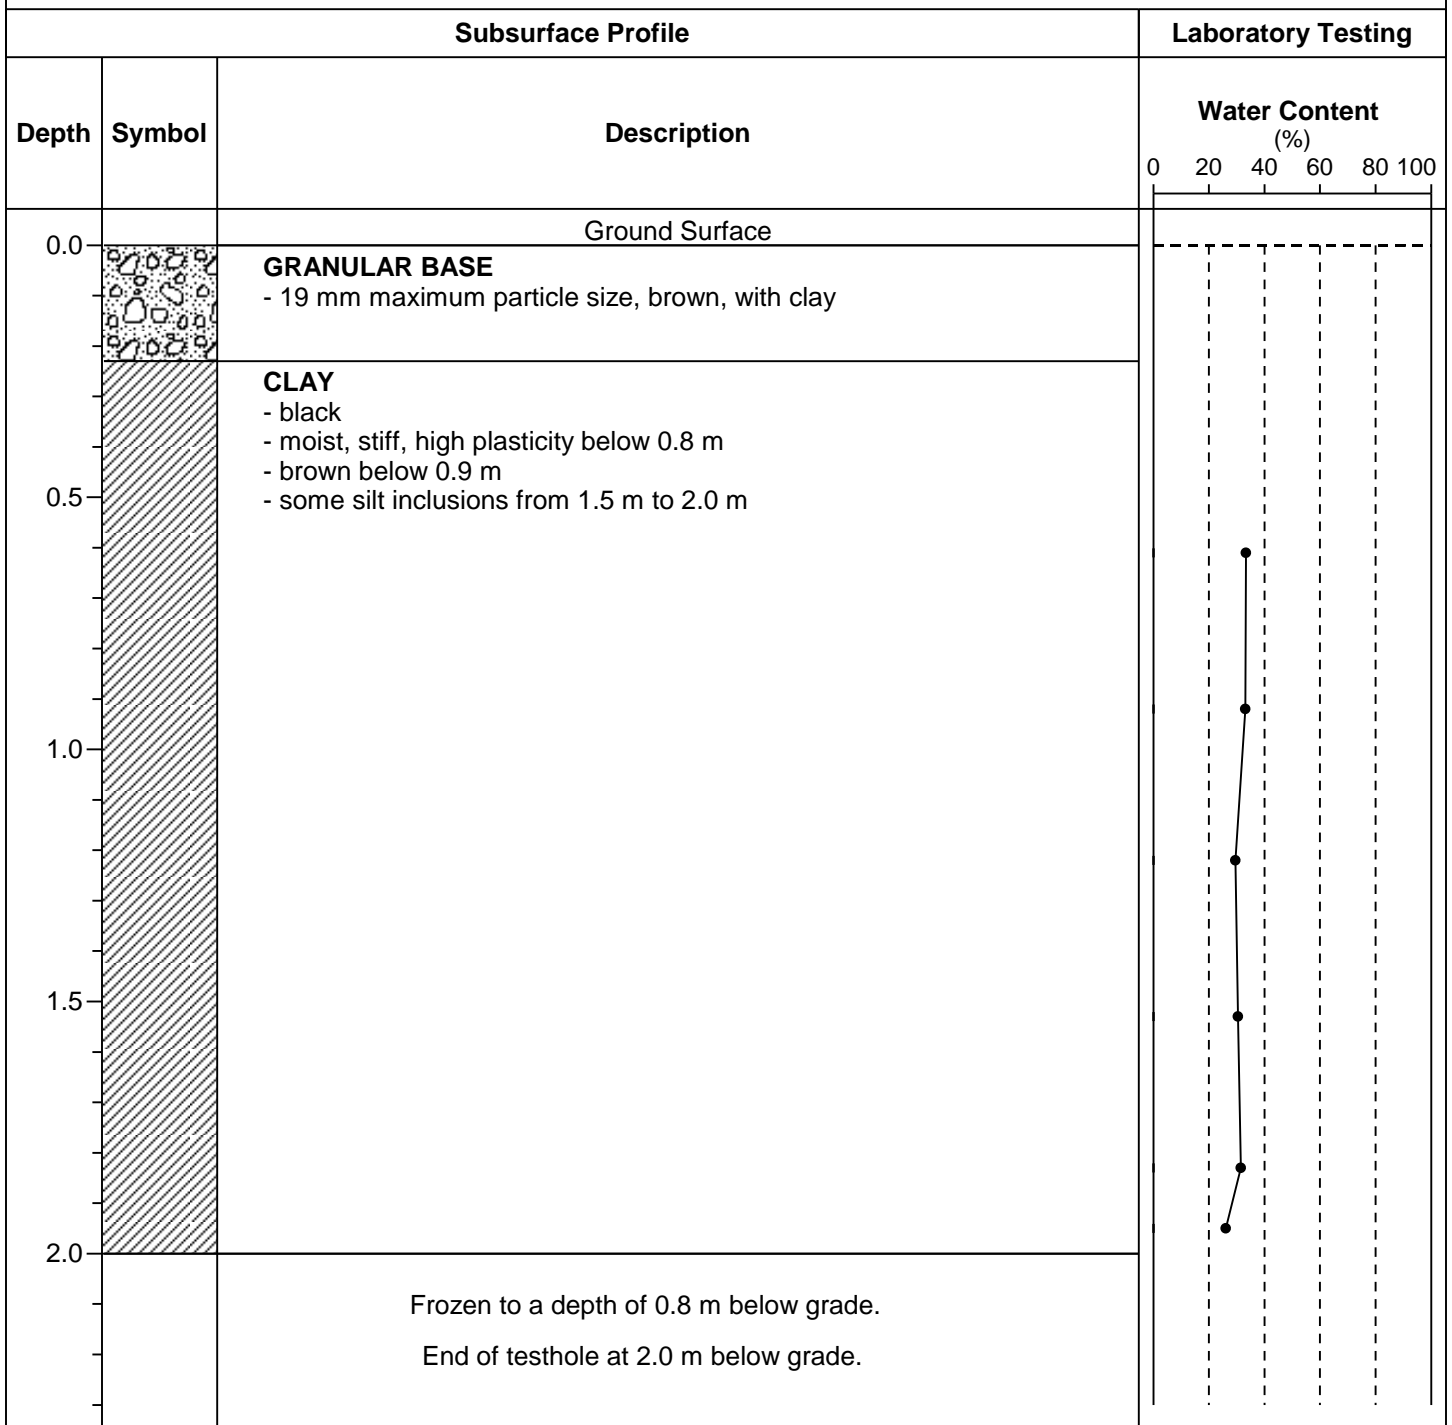 Subsurface Profile
Laboratory Testing
Depth
Symbol
Description
Water Content
(%)
0 20 40 60 80 100
Ground Surface
0.0
GRANULAR BASE
- 19 mm maximum particle size, brown, with clay
CLAY
- black
- moist, stiff, high plasticity below 0.8 m
- brown below 0.9 m
- some silt inclusions from 1.5 m to 2.0 m
0.5
1.0
1.5
2.0
Frozen to a depth of 0.8 m below grade.
End of testhole at 2.0 m below grade.